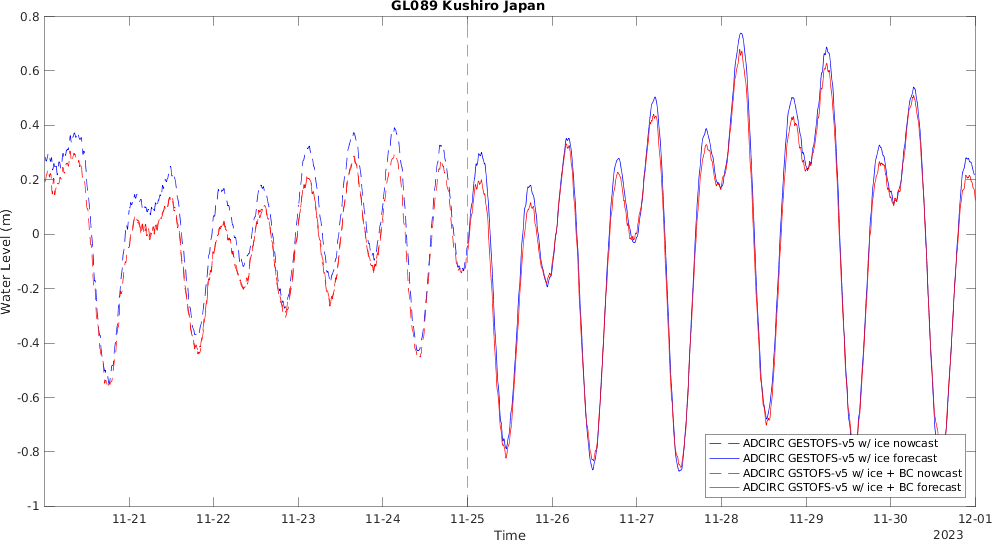 GL089 Kushiro Japan
0.8
0.6
0.4
0.2
0
-0.2
-0.4
-0.6
-0.8
-1
Water Level (m)
ADCIRC GESTOFS-v5 w/ ice nowcast
ADCIRC GESTOFS-v5 w/ ice forecast
ADCIRC GSTOFS-v5 w/ ice + BC nowcast
ADCIRC GSTOFS-v5 w/ ice + BC forecast
11-21 11-22 11-23 11-24 11-25 11-26 11-27 11-28 11-29 11-30 12-01
Time
2023